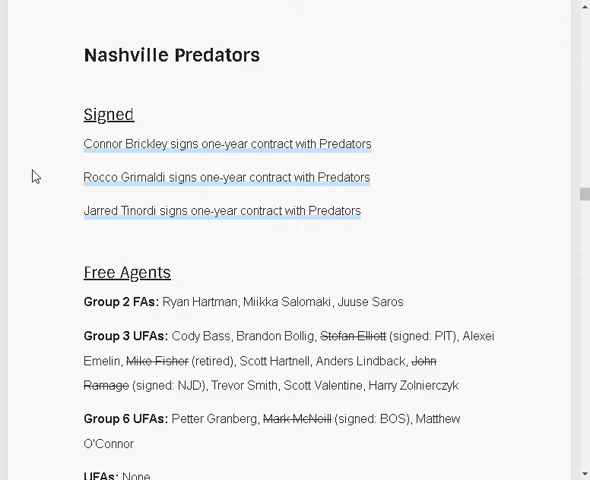 Nashville Predators
Signed
Connor Brickley signs one-year contract with Predators
Rocco Grimaldi signs one-year contract with Predators
Jarred Tinordi signs one-year contract with Predators
Free Agents
Group 2 FAs: Ryan Hartman, Miikka Salomaki, Juuse Saros
Group 3 UFAs: Cody Bass, Brandon Bollig, Stefan Elliott (signed: PIT), Alexei
Emelin, Mike Fisher (retired), Scott Hartnell, Anders Lindback, John
Ramage (signed: NJD), Trevor Smith, Scott Valentine, Harry Zolnierczyk
Group 6 UFAs: Petter Granberg, Mark McNeill (signed: BOS), Matthew
O'Connor
UFAs: None